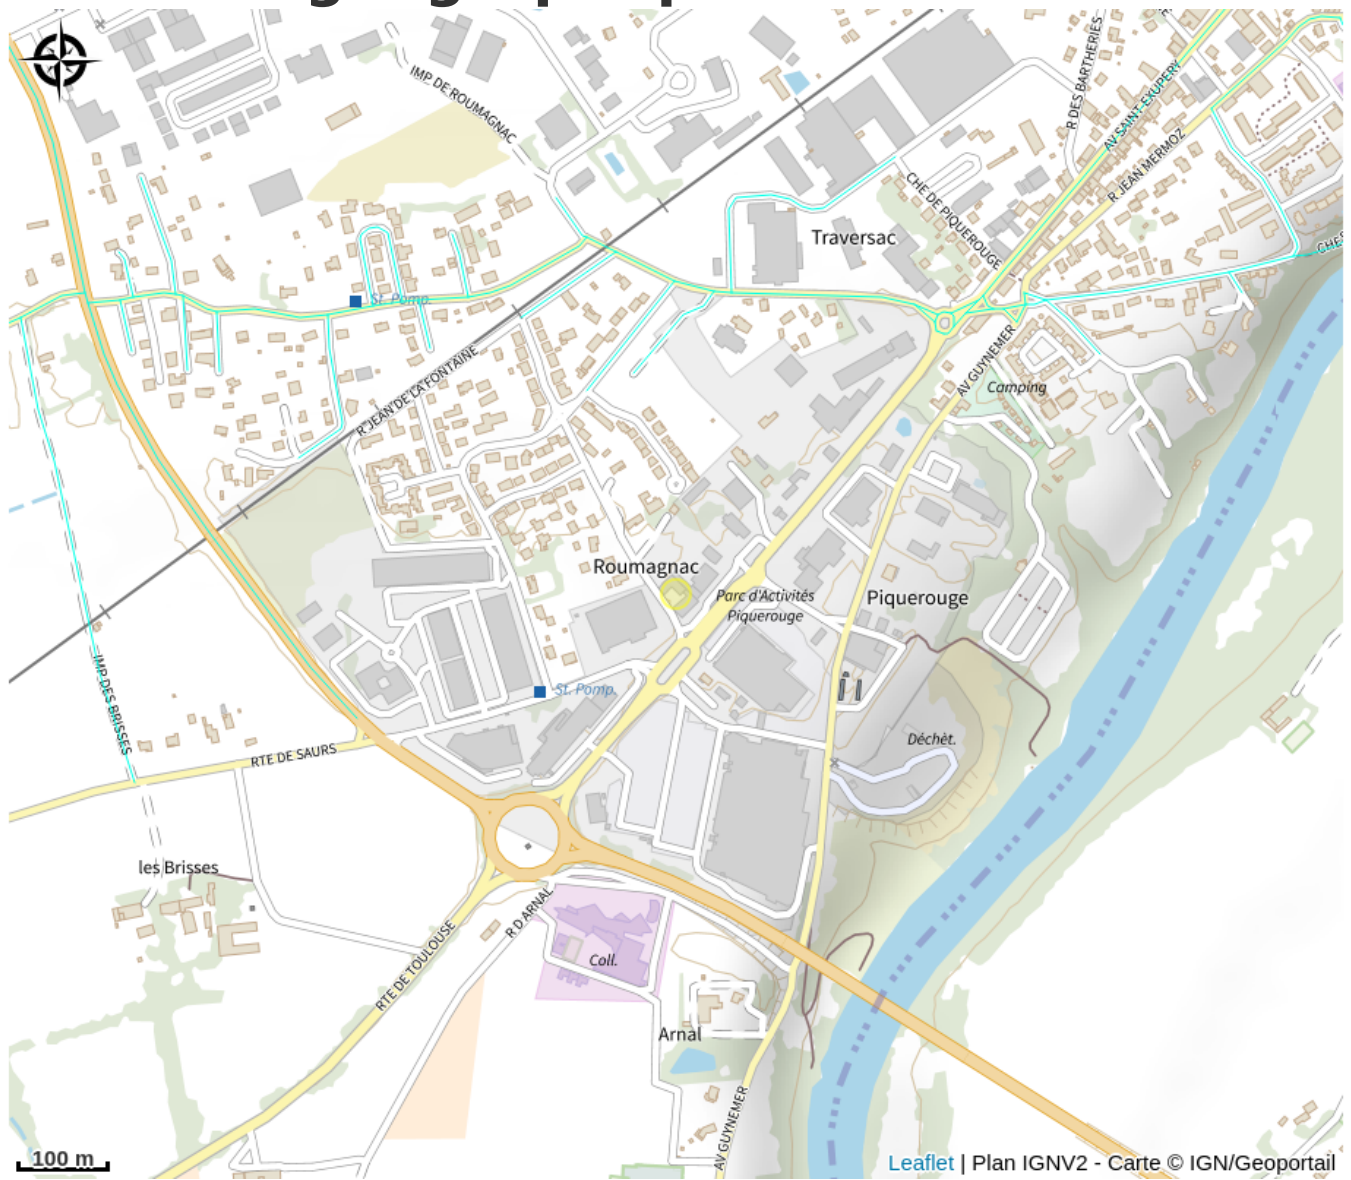 IMP DE ROUMAGNAC
R DES BARTHERIES
AV SAINT-EXUPERY
R JEAN MERMOZ
CHE DE PIQUEROUGE
Traversac
St. Pomp.
R JEAN DE LA FONTAINE
AV GUYNEMER
Camping
Roumagnac
Parc d'Activités
Piquerouge
Piquerouge
IMP DES BRISSES
St. Pomp.
RTE DE SAURS
Déchèt.
les Brisses
R D ARNAL
RTE DE TOULOUSE
Coll.
Arnal
AV GUYNEMER
100 m
Leaflet | Plan IGNV2 - Carte © IGN/Geoportail